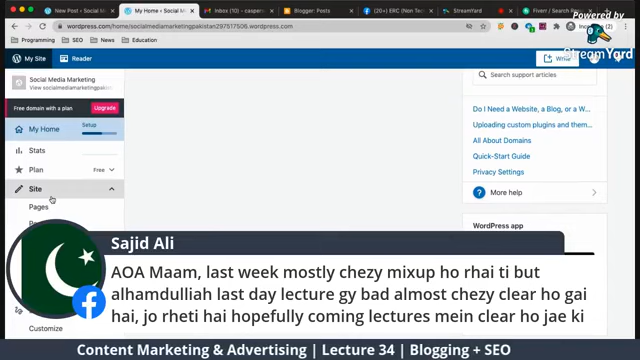 New Post ‹ Social M
My Home ‹ Social M
Inbox (10) - casper
Blogger: Posts
(20+) ERC (Non Tech
StreamYard
Fiverr / Search Re
wordpress.com/home/socialmediamarketingpakistan297517506.wordpress.com
Programming
SEO
News
Education
Powered by
StreamYard
My Site
Reader
Social Media Marketing
View socialmediamarketingpakist
Free domain with a plan
Upgrade
My Home
Setup
Stats
Plan
Free
Site
Pages
Customize
Search support articles
Do I Need a Website, a Blog, or a W...
Uploading custom plugins and them...
All About Domains
Quick-Start Guide
Privacy Settings
More help
WordPress app
Sajid Ali
AOA Maam, last week mostly chezy mixup ho rhai ti but
alhamdulliah last day lecture gy bad almost chezy clear ho gai
hai, jo rheti hai hopefully coming lectures mein clear ho jae ki
Content Marketing & Advertising | Lecture 34 | Blogging + SEO